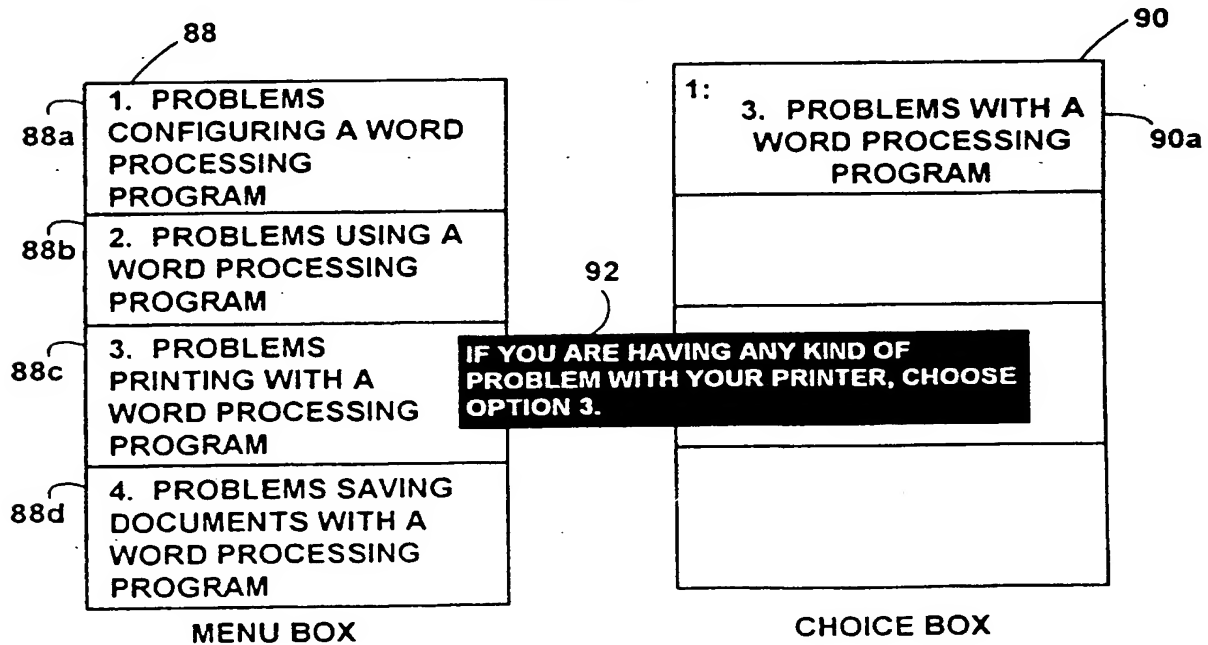 88
88a
1. PROBLEMS
CONFIGURING A WORD
PROCESSING
PROGRAM
88b
2. PROBLEMS USING A
WORD PROCESSING
PROGRAM
88c
3. PROBLEMS
PRINTING WITH A
WORD PROCESSING
PROGRAM
88d
4. PROBLEMS SAVING
DOCUMENTS WITH A
WORD PROCESSING
PROGRAM
MENU BOX
92
IF YOU ARE HAVING ANY KIND OF
PROBLEM WITH YOUR PRINTER, CHOOSE
OPTION 3.
90
1:
3. PROBLEMS WITH A
WORD PROCESSING
PROGRAM
90a
CHOICE BOX